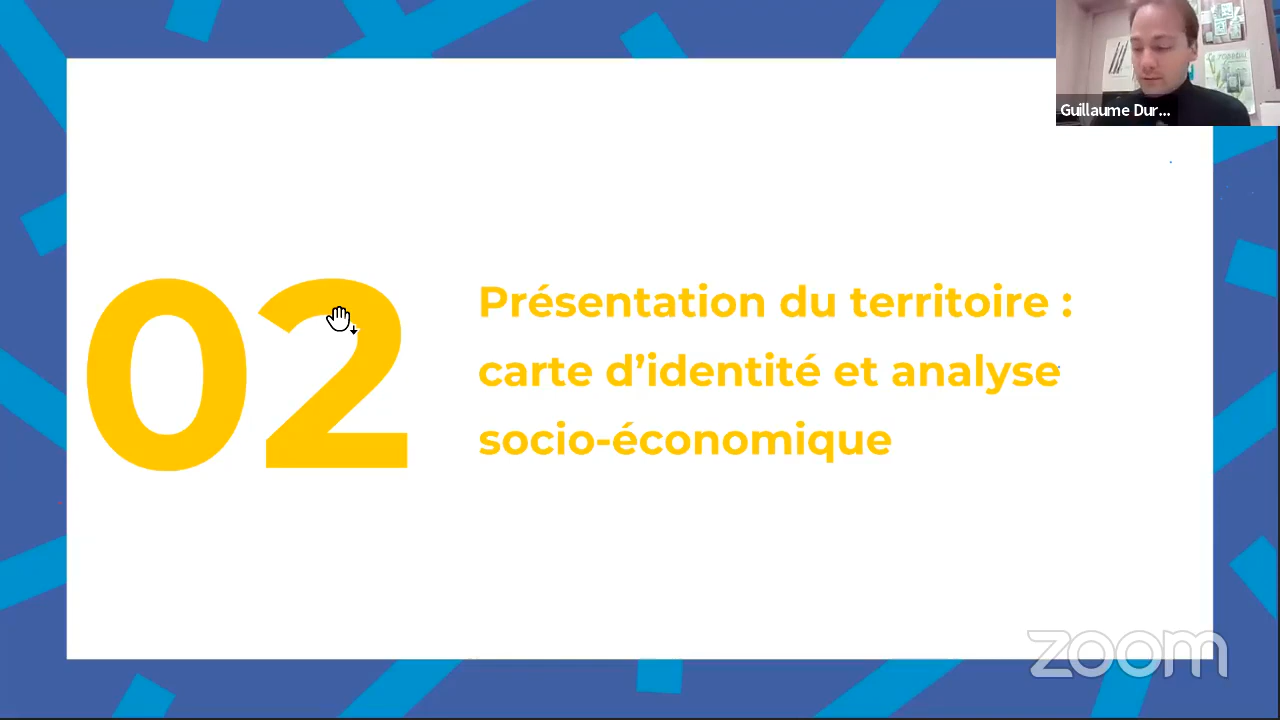 Guillaume Dur...
02
Présentation du territoire :
carte d'identité et analyse
socio-économique
zoom